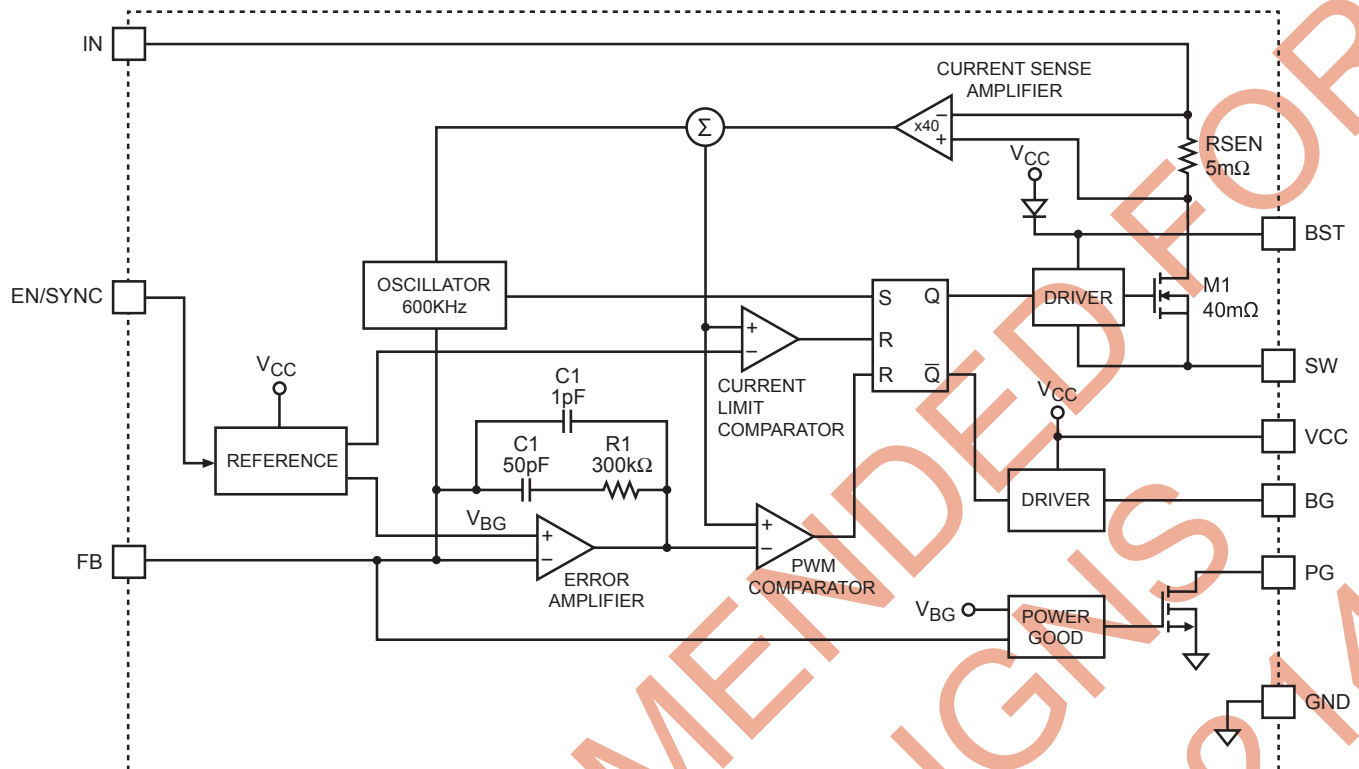 IN
CURRENT SENSE
AMPLIFIER
Σ
x40
−
+
RSEN
5mΩ
VCC
BST
EN/SYNC
OSCILLATOR
600KHz
S
Q
DRIVER
M1
40mΩ
+
−
R
SW
VCC
CURRENT
LIMIT
COMPARATOR
R
Q̅
C1
1pF
VCC
VCC
REFERENCE
C1
50pF
R1
300kΩ
DRIVER
BG
VBG
+
−
+
−
FB
ERROR
AMPLIFIER
PWM
COMPARATOR
PG
VBG
POWER
GOOD
GND
MENDED FOR